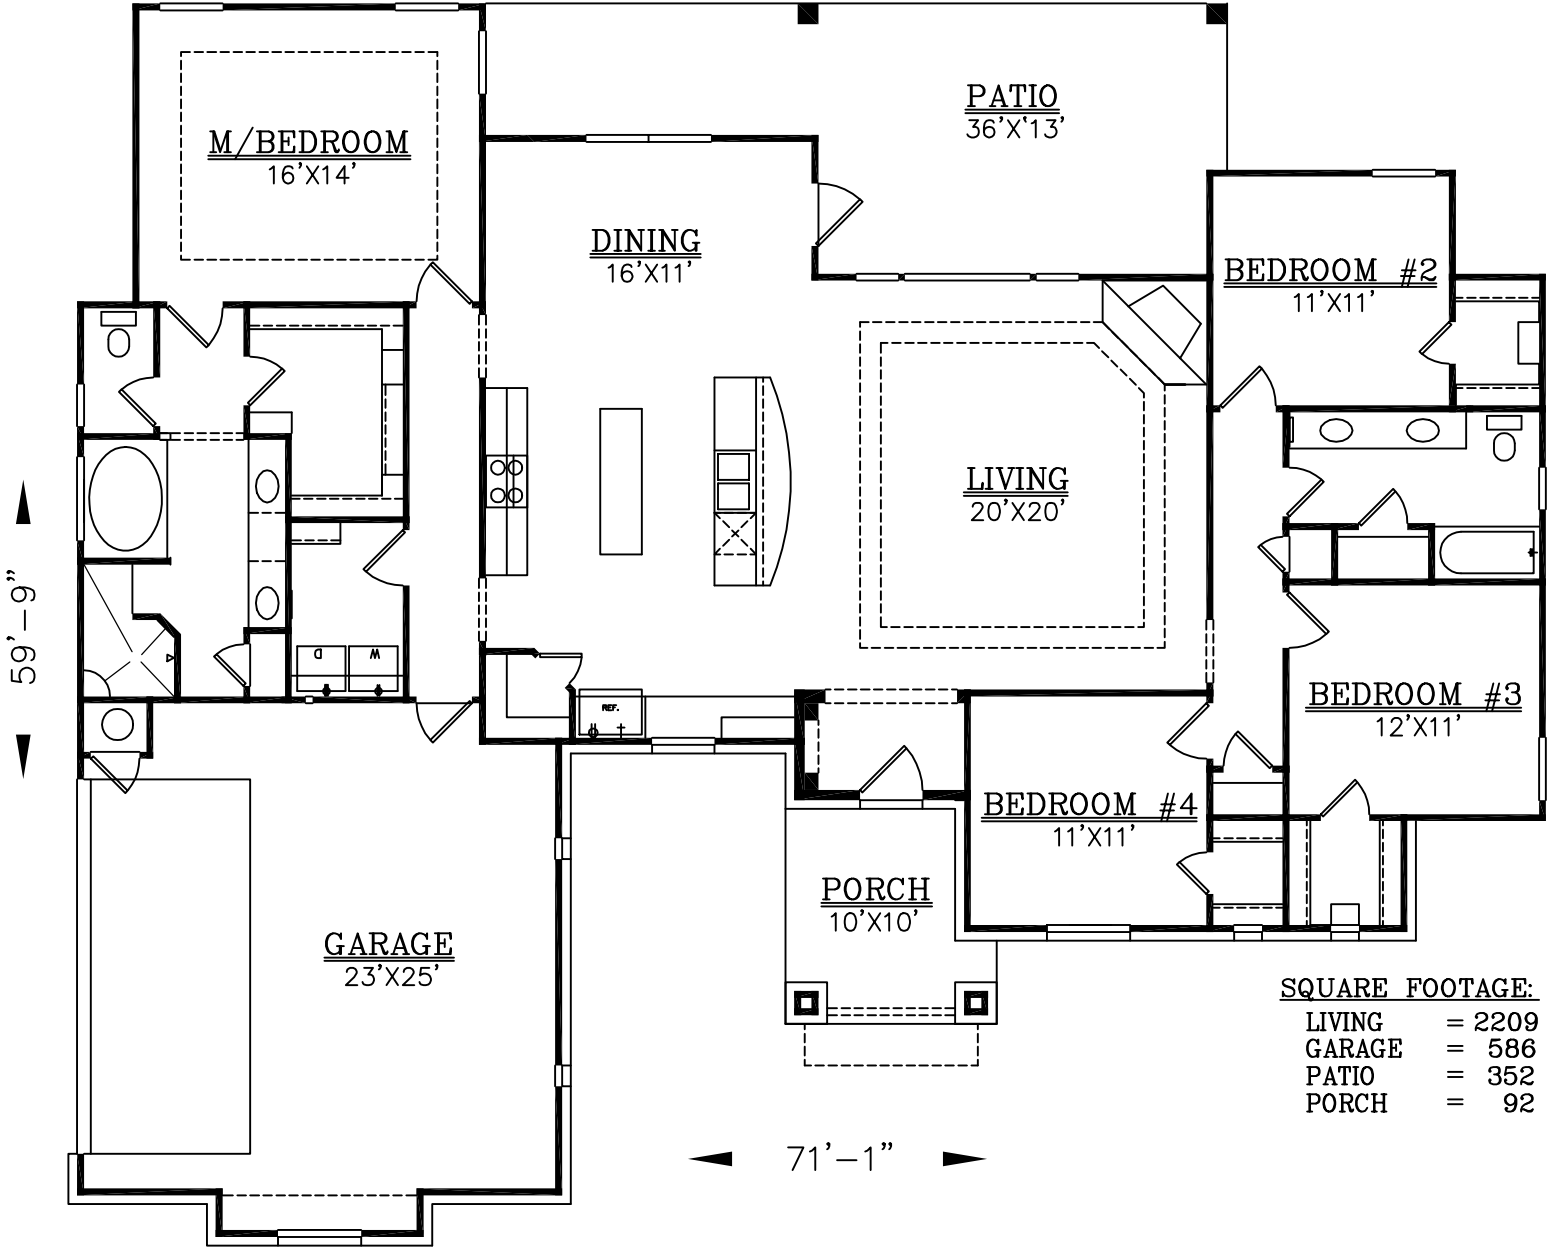 PATIO
36'X'13'
M/BEDROOM
16'X14'
DINING
16'X11'
BEDROOM #2
11'X11'
LIVING
20'X20'
59'-9"
D
W
REF.
BEDROOM #3
12'X11'
BEDROOM #4
11'X11'
PORCH
10'X10'
GARAGE
23'X25'
SQUARE FOOTAGE:
LIVING = 2209
GARAGE = 586
PATIO = 352
PORCH = 92
71'-1"